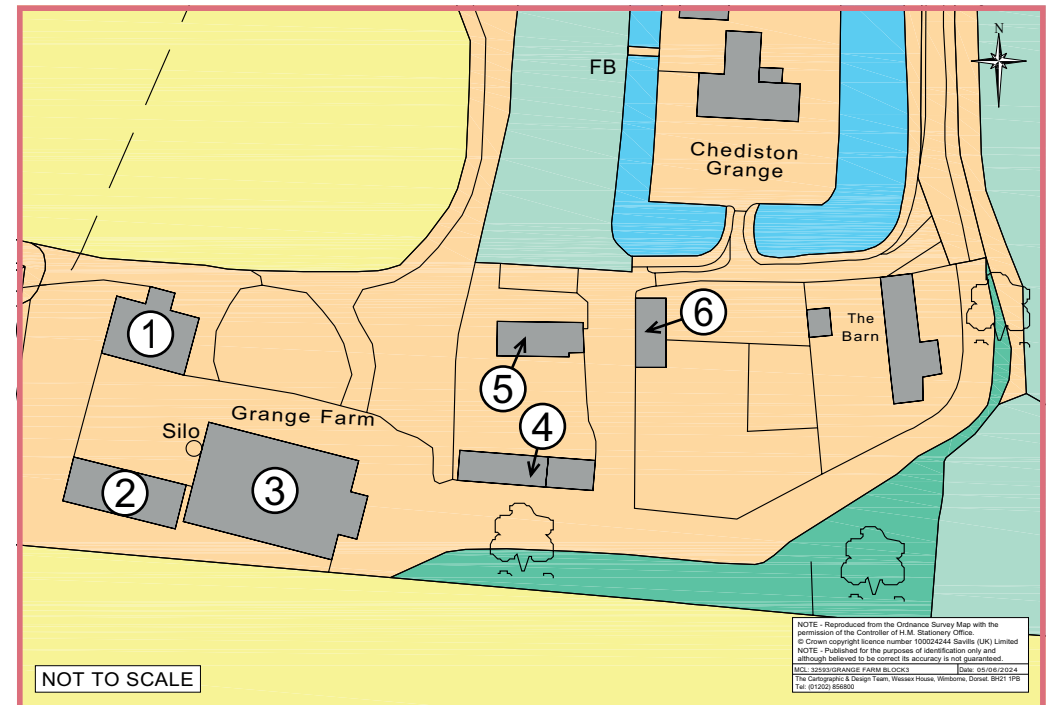 N
FB
Chediston
Grange
1
6
The
Barn
5
Grange Farm
4
Silo
2
3
NOT TO SCALE
NOTE - Reproduced from the Ordnance Survey Map with the
permission of the Controller of H.M. Stationery Office.
© Crown copyright licence number 100024244 Savills (UK) Limited
NOTE - Published for the purposes of identification only and
although believed to be correct its accuracy is not guaranteed.
MCL: 32593/GRANGE FARM BLOCK3 Date: 05/06/2024
The Cartographic & Design Team, Wessex House, Wimborne, Dorset. BH21 1PB
Tel: (01202) 856800